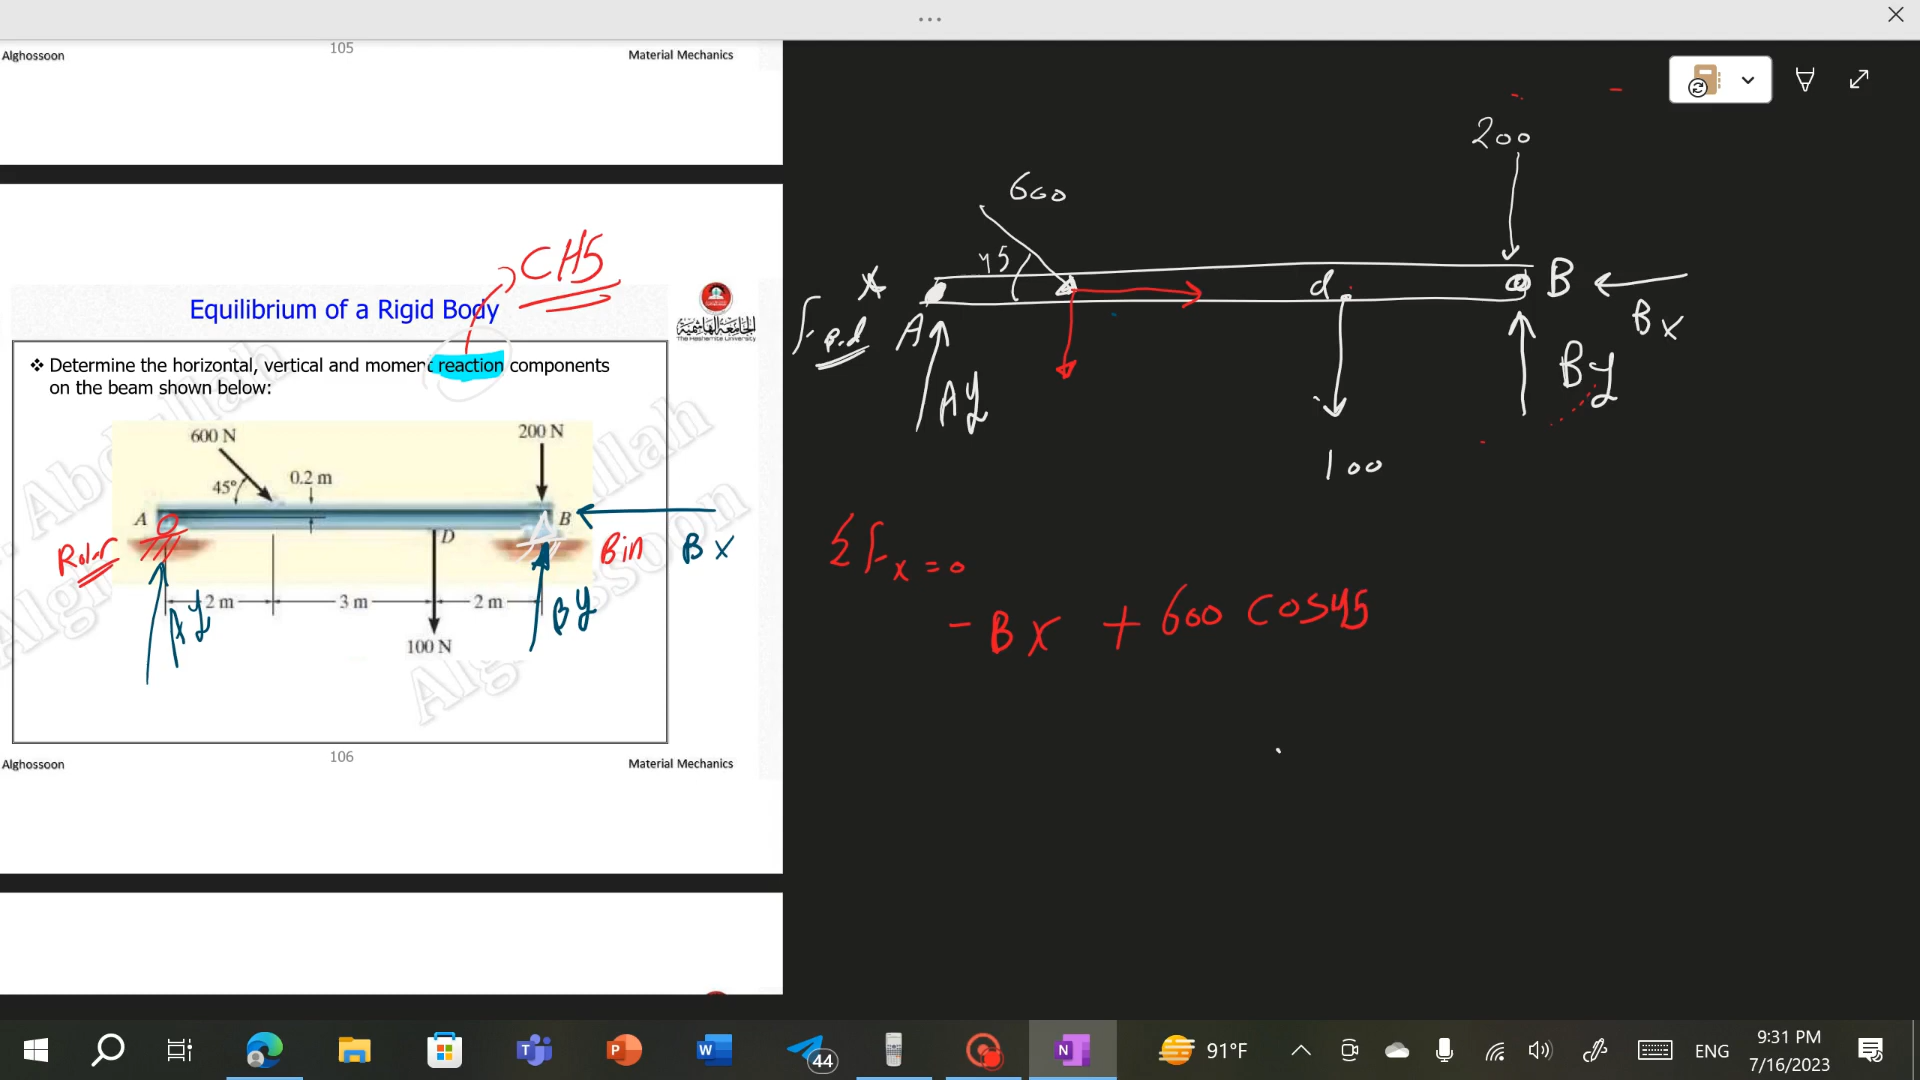 Alghossoon
105
Material Mechanics
CH5
Equilibrium of a Rigid Body
الجامعة الهاشمية
The Hashemite University
❖ Determine the horizontal, vertical and moment reaction components
on the beam shown below:
600 N
200 N
45°
0.2 m
A
B
D
Roler
Bin
Bx
2 m
3 m
2 m
Ay
By
100 N
Alghossoon
106
Material Mechanics
200
600
45
d
B
Bx
A
Ay
By
100
ΣFx = 0
- Bx + 600 cos45
44
N
91°F
ENG
9:31 PM
7/16/2023